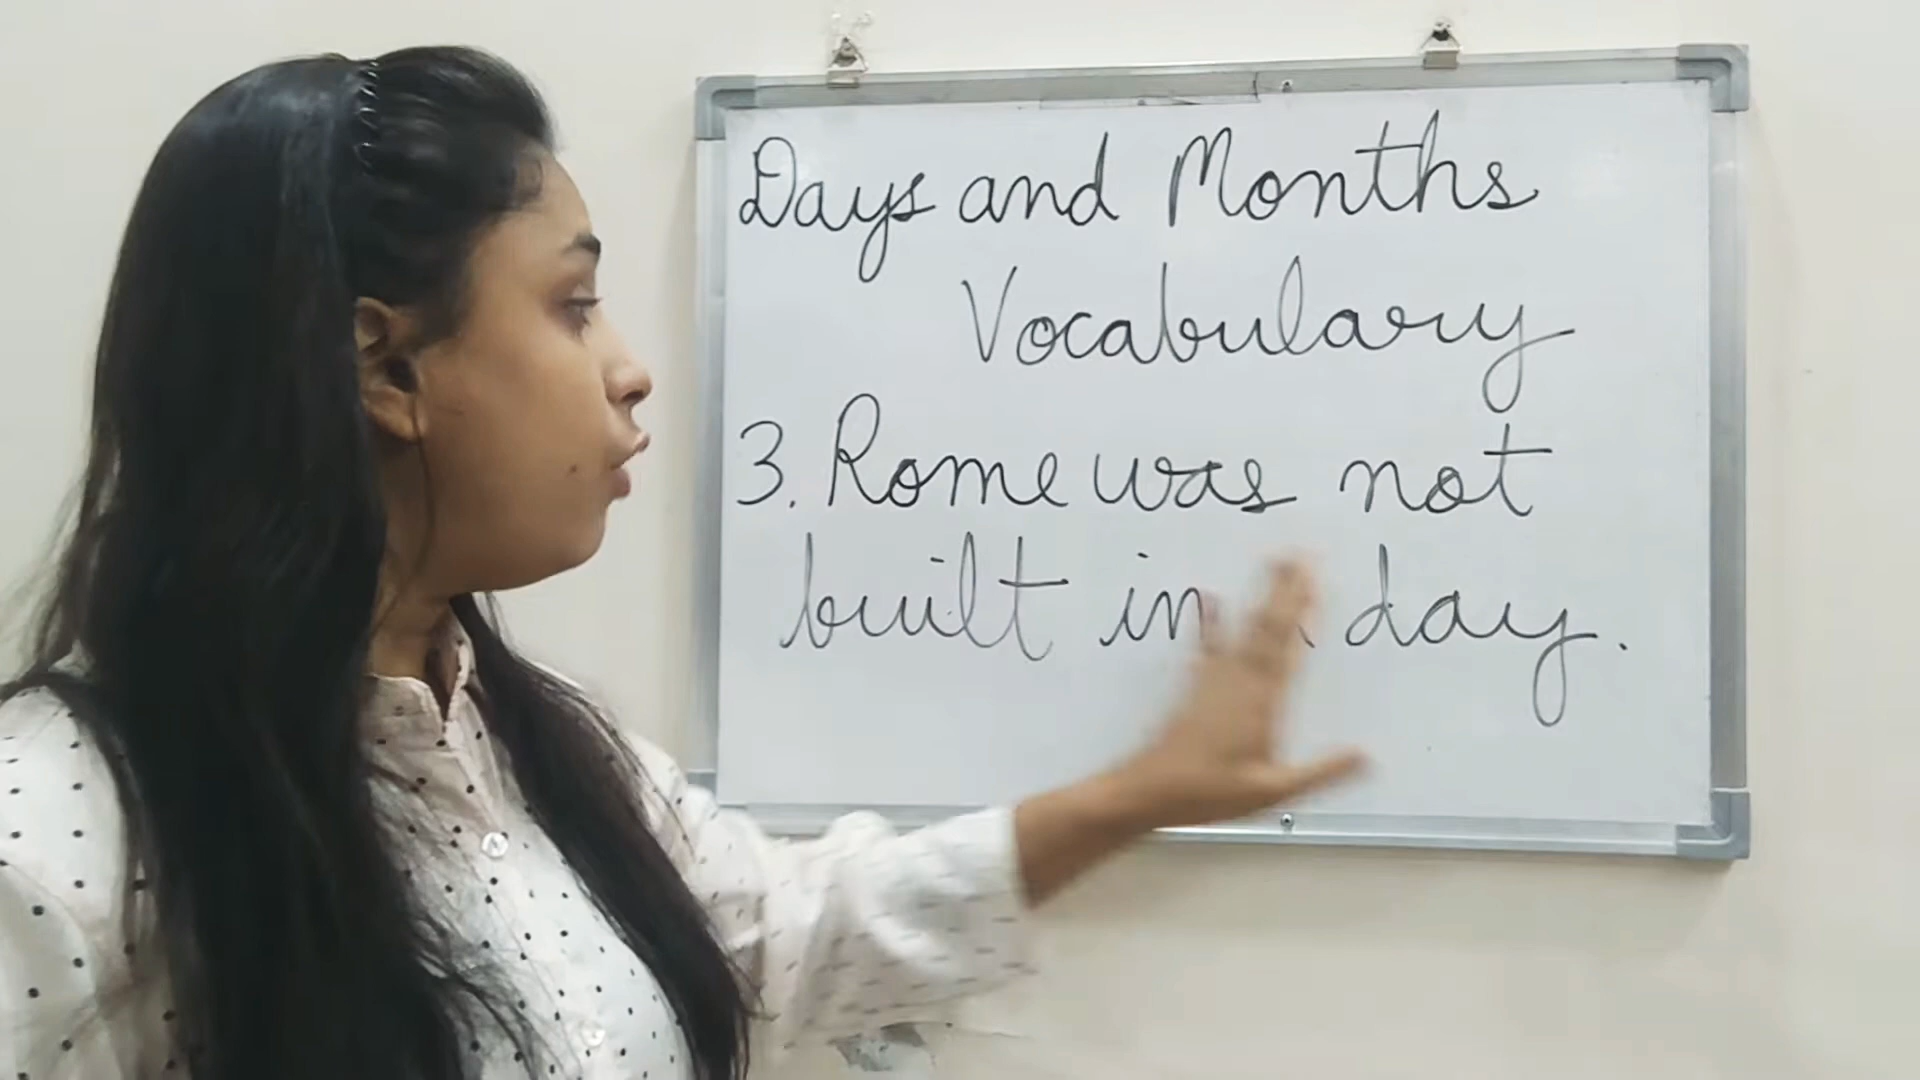 Days and Months
Vocabulary
3. Rome was not
built in a day.